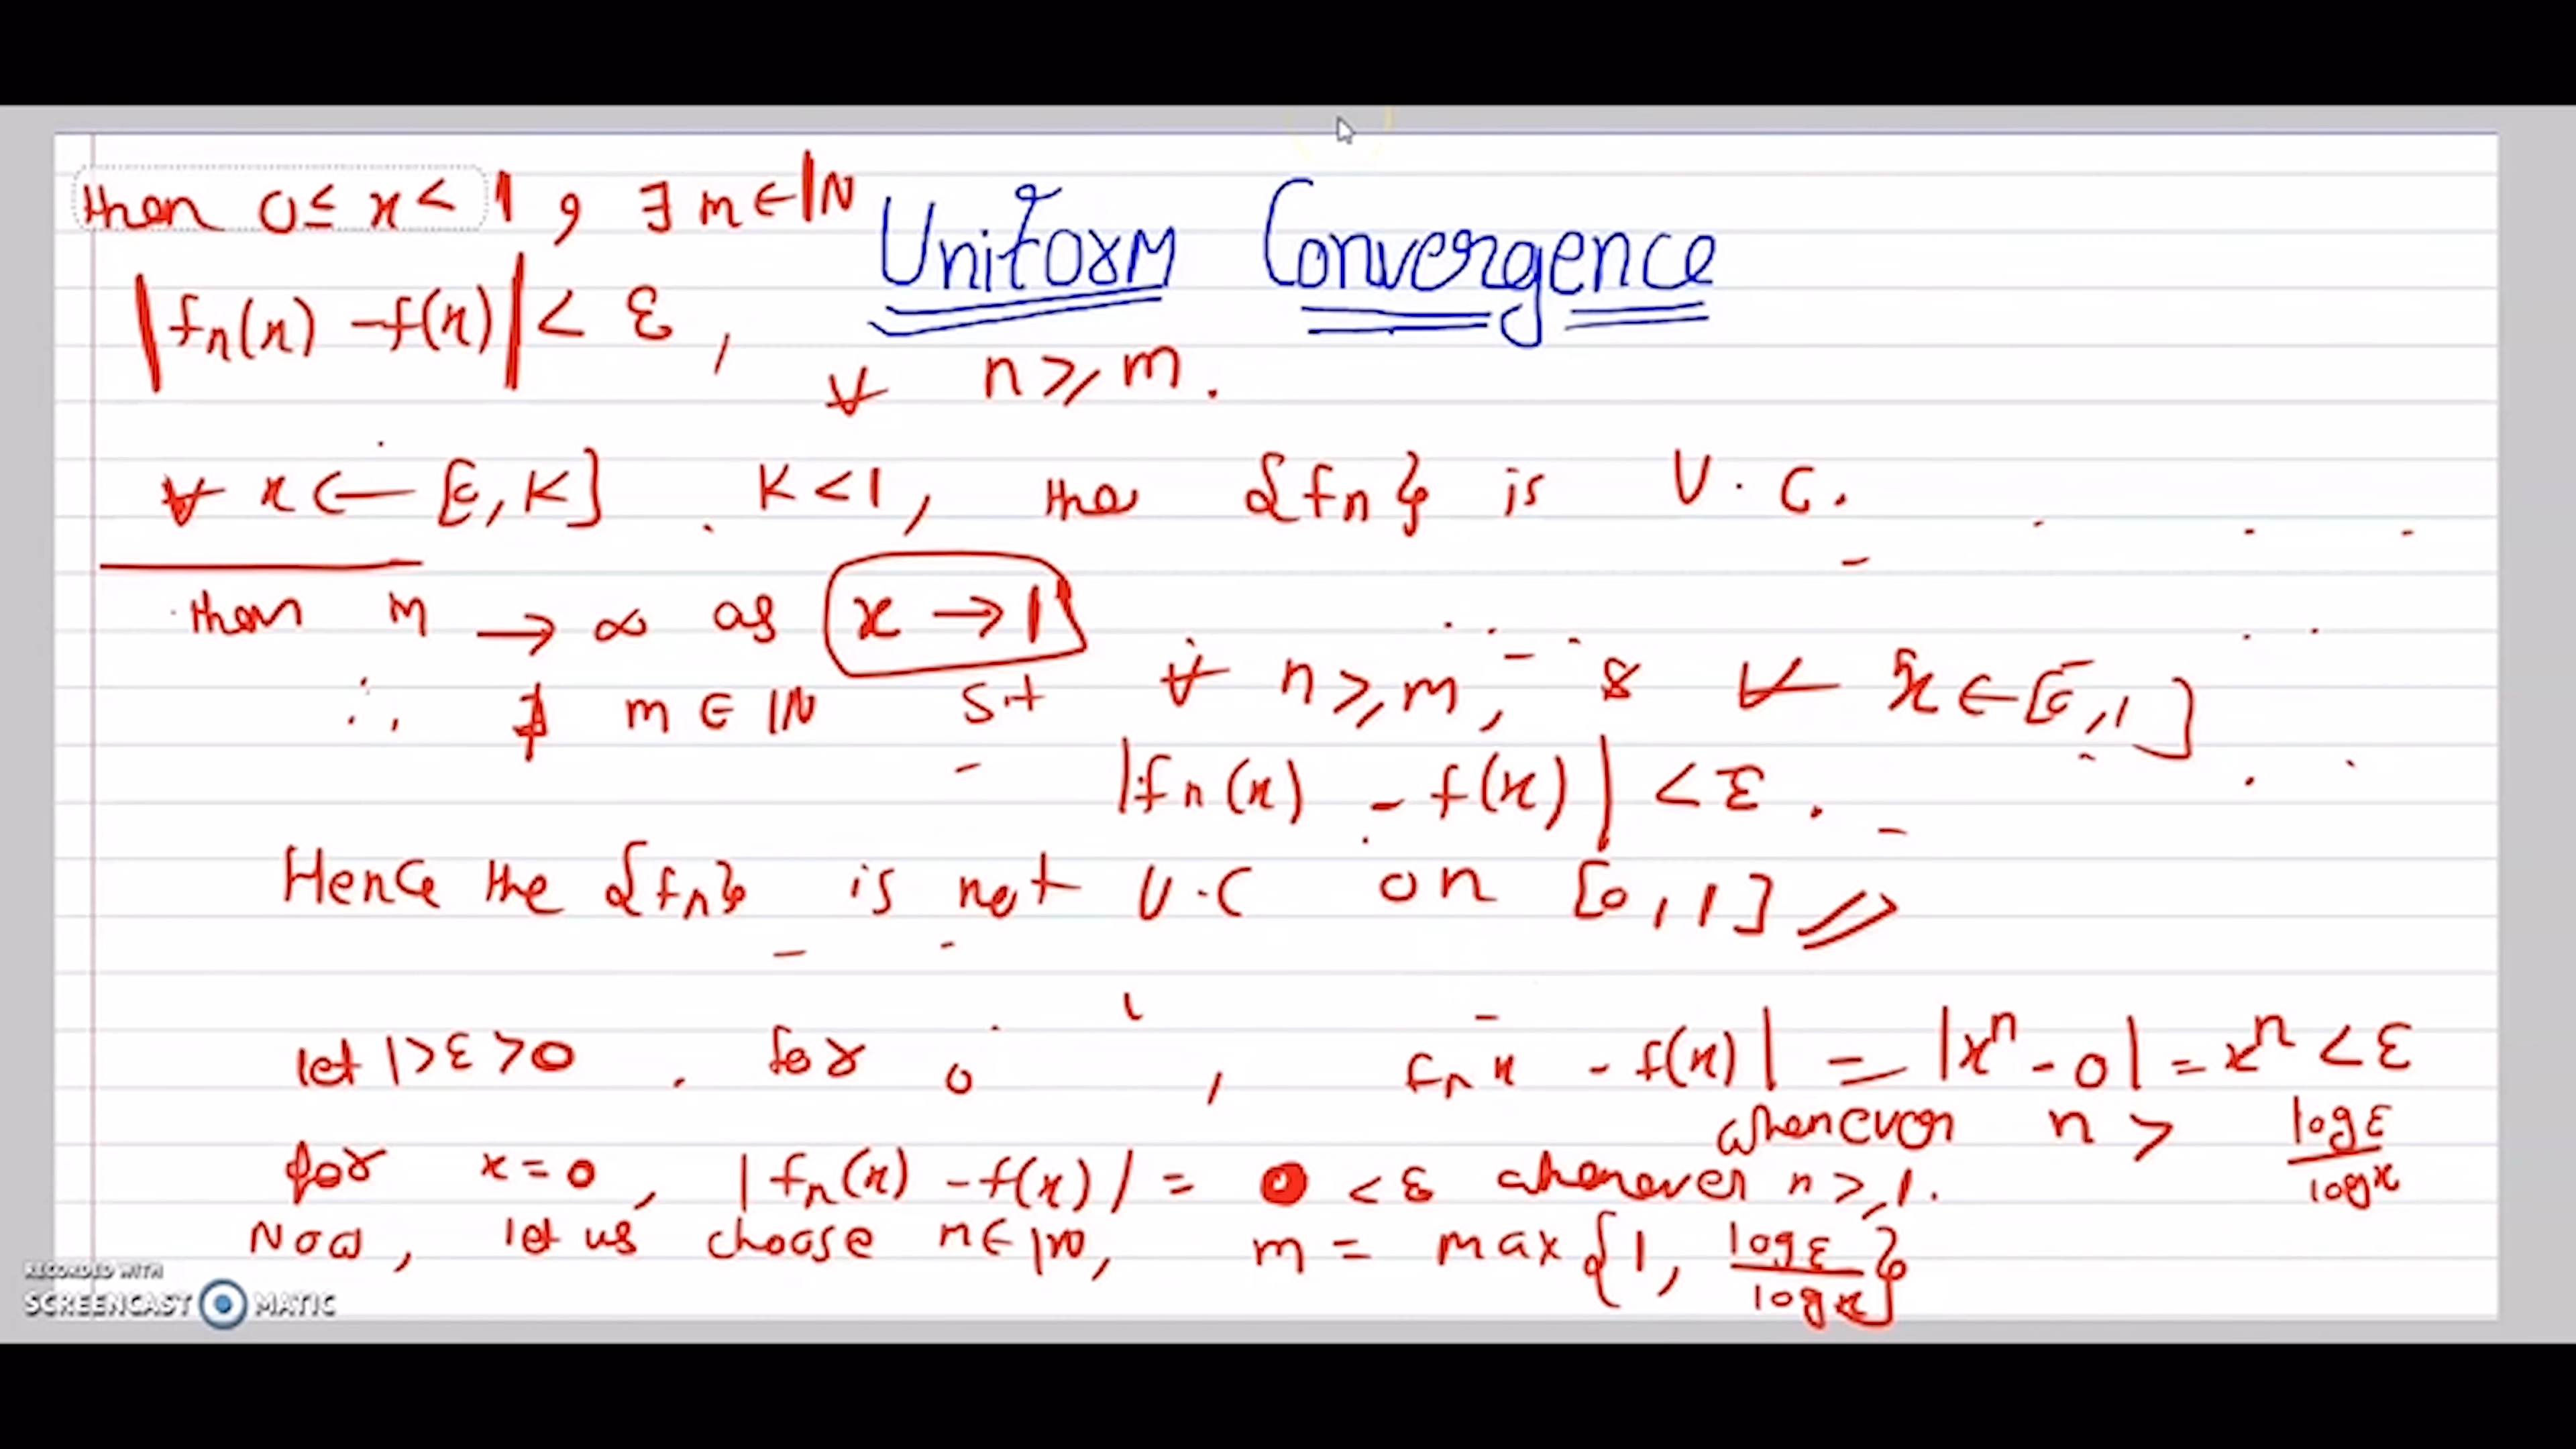 then 0 ≤ x < 1 , ∃ m ∈ ℕ
Uniform Convergence
|fn(x) - f(x)| < ε ,
∀ n ≥ m .
∀ x ∈ [0, K] . K < 1 , the {fn} is U.C.
then m → ∞ as x → 1
∴ ∄ m ∈ ℕ s.t ∀ n ≥ m, & ∀ x ∈ [0, 1]
|fn(x) - f(x)| < ε .
Hence the {fn} is not U.C on [0, 1] //
let 1 > ε > 0 . for 0 , fn x - f(x)| = |x^n - 0| = x^n < ε
whenever n > log ε / log x
for x = 0 , |fn(x) - f(x)| = 0 < ε whenever n ≥ 1 .
Now , let us choose m ∈ ℕ , m = max {1, log ε / log x}
RECORDED WITH
SCREENCAST MATIC